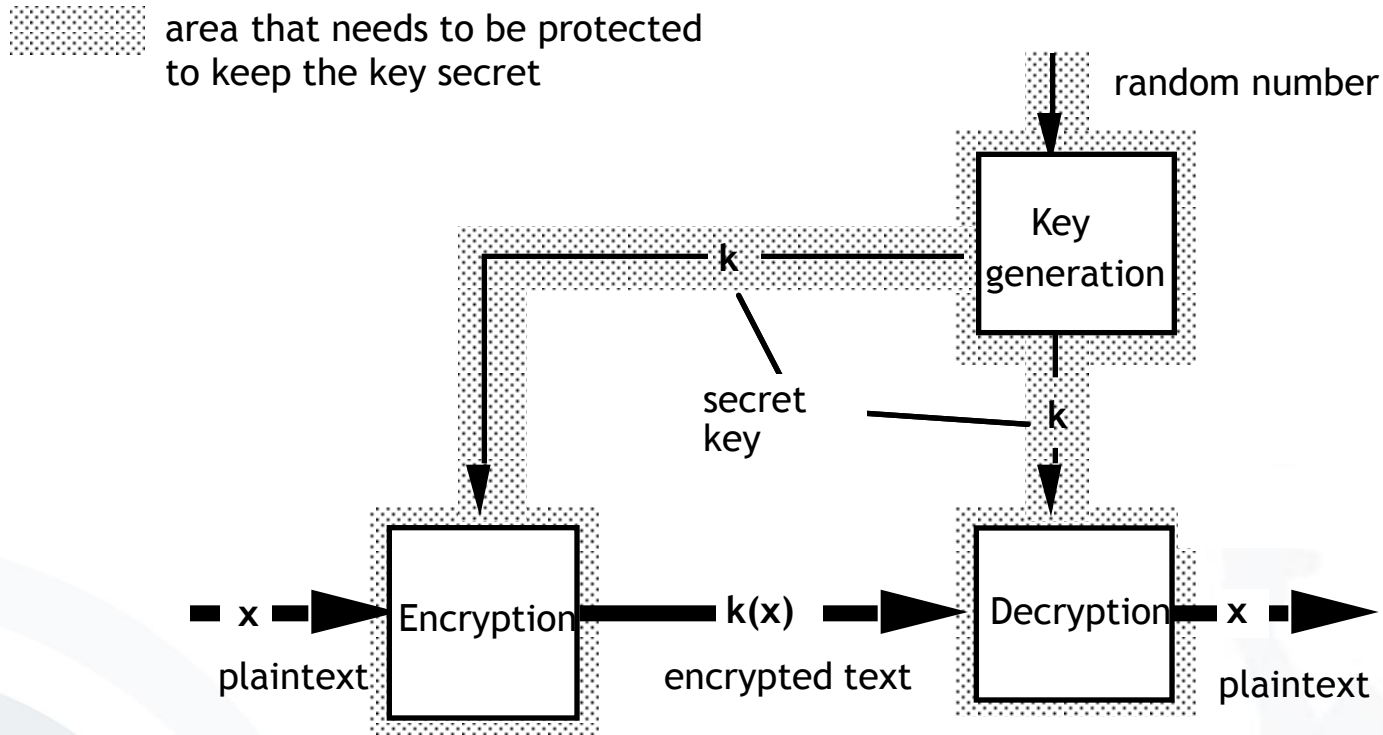 area that needs to be protected
to keep the key secret
random number
Key
generation
k
secret
key
k
x
Encryption
k(x)
Decryption
x
plaintext
encrypted text
plaintext